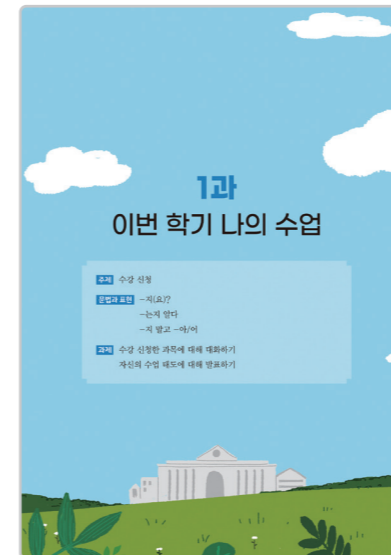 1과
이번 학기 나의 수업
주제 수강 신청
문법과 표현 -지(요)?
-는지 알다
-지 말고 -아/어
과제 수강 신청한 과목에 대해 대화하기
자신의 수업 태도에 대해 발표하기